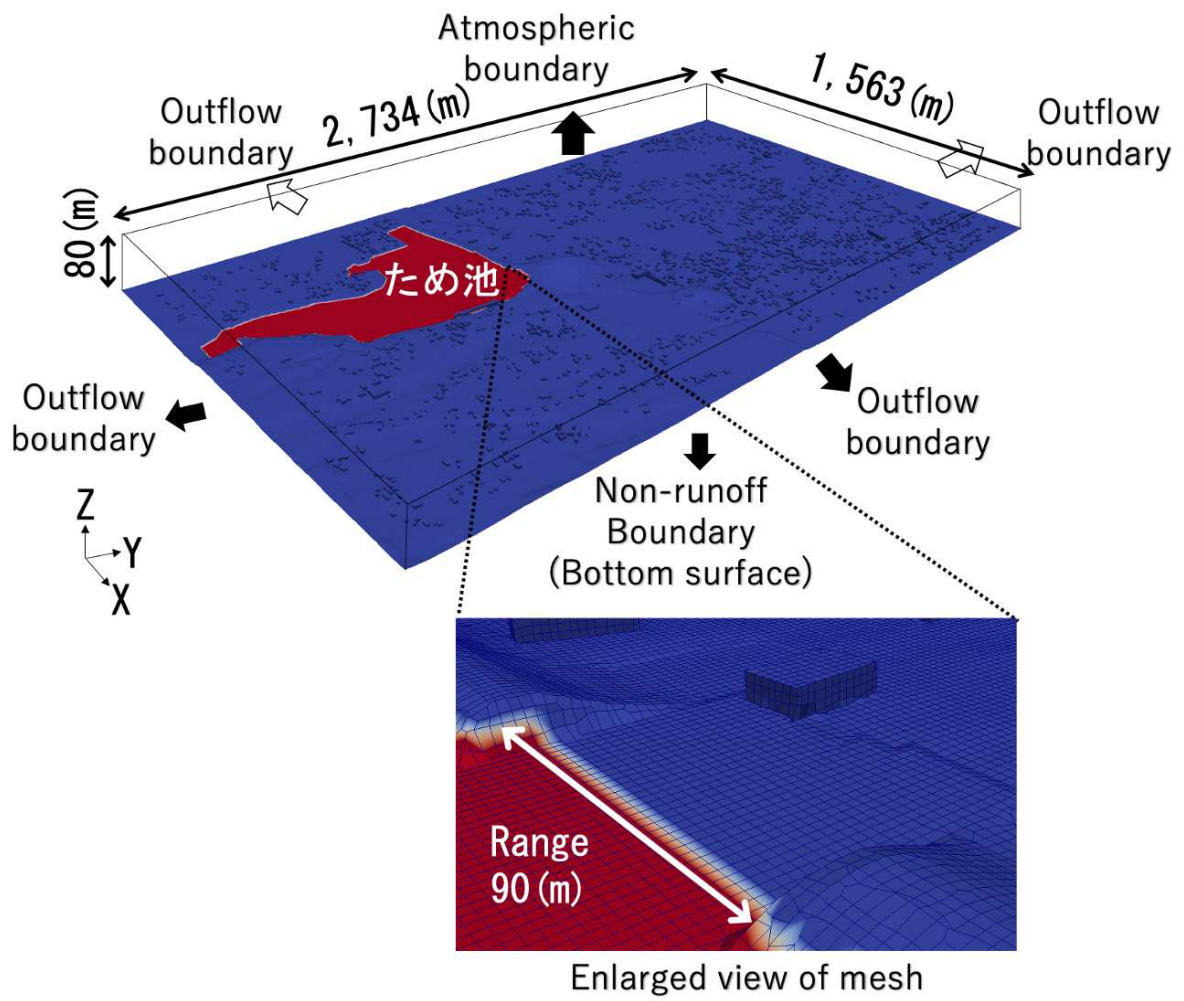 Atmospheric
boundary
2,734(m)
1,563(m)
Outflow
boundary
Outflow
boundary
80(m)
ため池
Outflow
boundary
Outflow
boundary
Non-runoff
Boundary
(Bottom surface)
Z
Y
X
Range
90(m)
Enlarged view of mesh